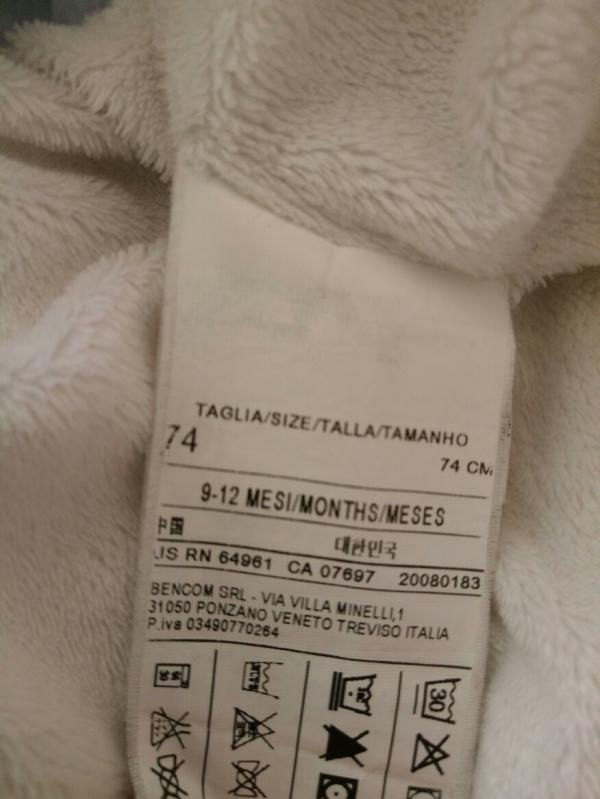 TAGLIA/SIZE/TALLA/TAMANHO
74
74 CM
9-12 MESI/MONTHS/MESES
中国
대한민국
US RN 64961 CA 07697 20080183
BENCOM SRL - VIA VILLA MINELLI,1
31050 PONZANO VENETO TREVISO ITALIA
P.iva 03490770264
30